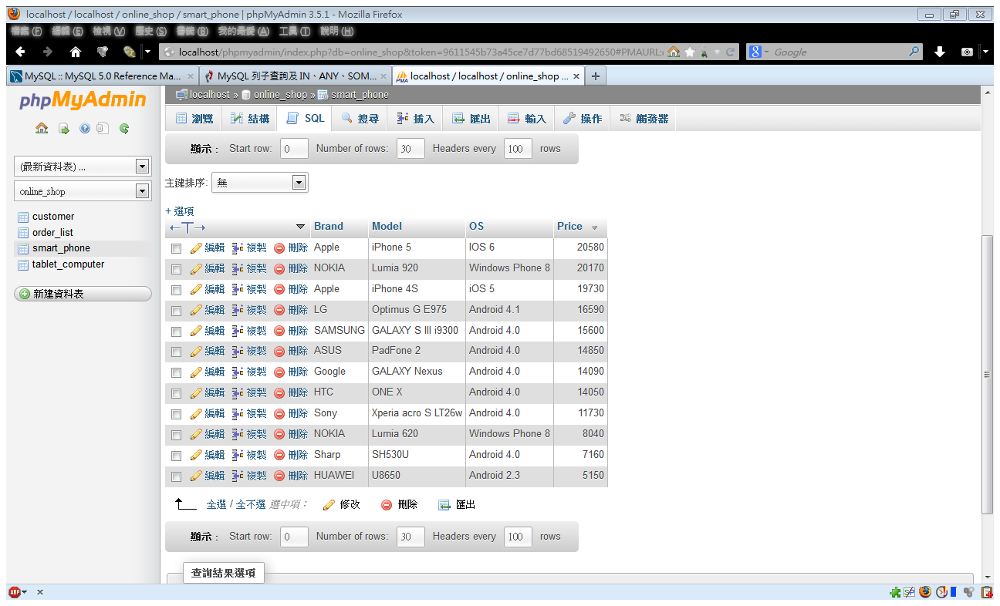 localhost / localhost / online_shop / smart_phone | phpMyAdmin 3.5.1 - Mozilla Firefox
檔案 (F) 編輯 (E) 檢視 (V) 歷史 (S) 書籤 (B) 我的最愛 (A) 工具 (T) 說明 (H)
localhost/phpmyadmin/index.php?db=online_shop&token=9611545b73a45ce7d77bd68519492650#PMAURL: Google
MySQL :: MySQL 5.0 Reference Ma... MySQL 列子查詢及 IN、ANY、SOM... localhost / localhost / online_shop ...
phpMyAdmin
localhost » online_shop » smart_phone
瀏覽 結構 SQL 搜尋 插入 匯出 輸入 操作 觸發器
(最新資料表) ...
online_shop
customer
order_list
smart_phone
tablet_computer
新建資料表
顯示 : Start row: 0 Number of rows: 30 Headers every 100 rows
主鍵排序: 無
+ 選項
←T→ Brand Model OS Price
編輯 複製 刪除 Apple iPhone 5 IOS 6 20580
編輯 複製 刪除 NOKIA Lumia 920 Windows Phone 8 20170
編輯 複製 刪除 Apple iPhone 4S iOS 5 19730
編輯 複製 刪除 LG Optimus G E975 Android 4.1 16590
編輯 複製 刪除 SAMSUNG GALAXY S III i9300 Android 4.0 15600
編輯 複製 刪除 ASUS PadFone 2 Android 4.0 14850
編輯 複製 刪除 Google GALAXY Nexus Android 4.0 14090
編輯 複製 刪除 HTC ONE X Android 4.0 14050
編輯 複製 刪除 Sony Xperia acro S LT26w Android 4.0 11730
編輯 複製 刪除 NOKIA Lumia 620 Windows Phone 8 8040
編輯 複製 刪除 Sharp SH530U Android 4.0 7160
編輯 複製 刪除 HUAWEI U8650 Android 2.3 5150
全選 / 全不選 選中項 : 修改 刪除 匯出
顯示 : Start row: 0 Number of rows: 30 Headers every 100 rows
查詢結果選項
ABP